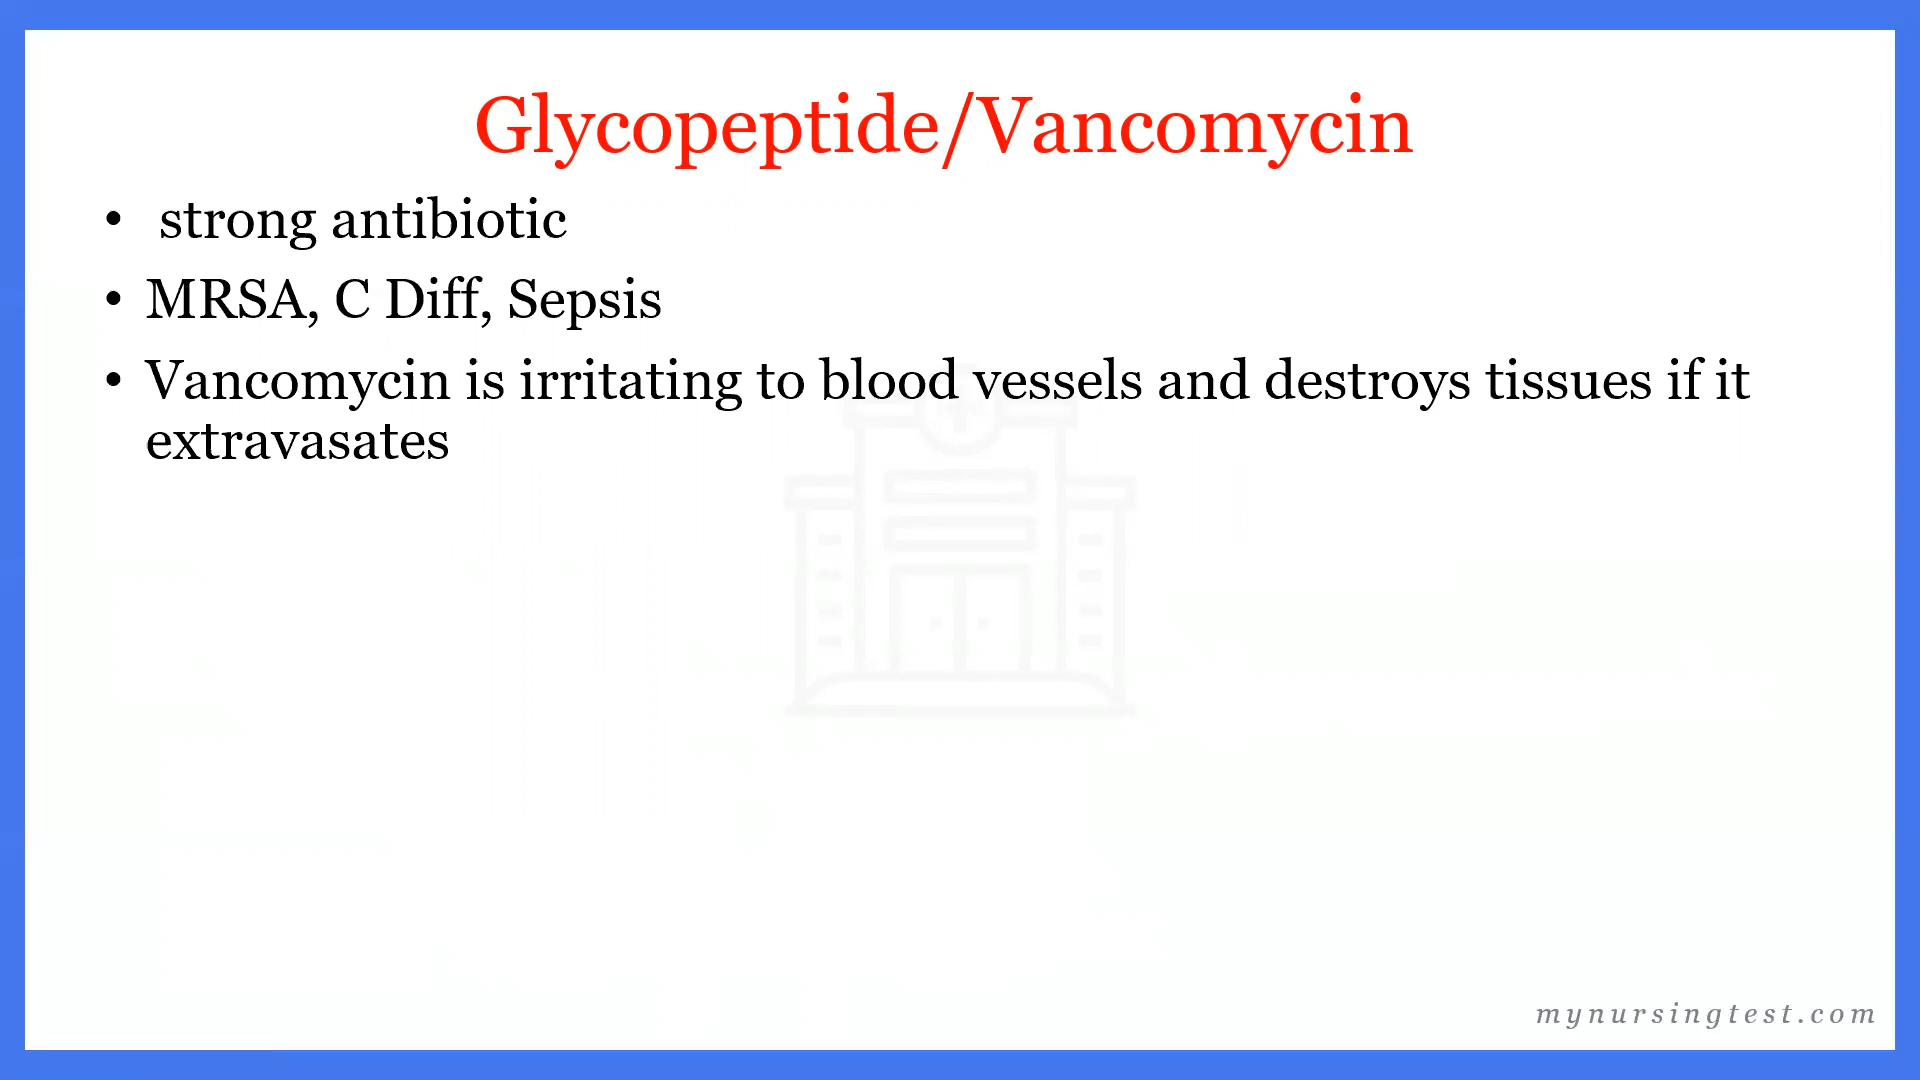 Glycopeptide/Vancomycin
• strong antibiotic
• MRSA, C Diff, Sepsis
• Vancomycin is irritating to blood vessels and destroys tissues if it
extravasates
mynursingtest.com